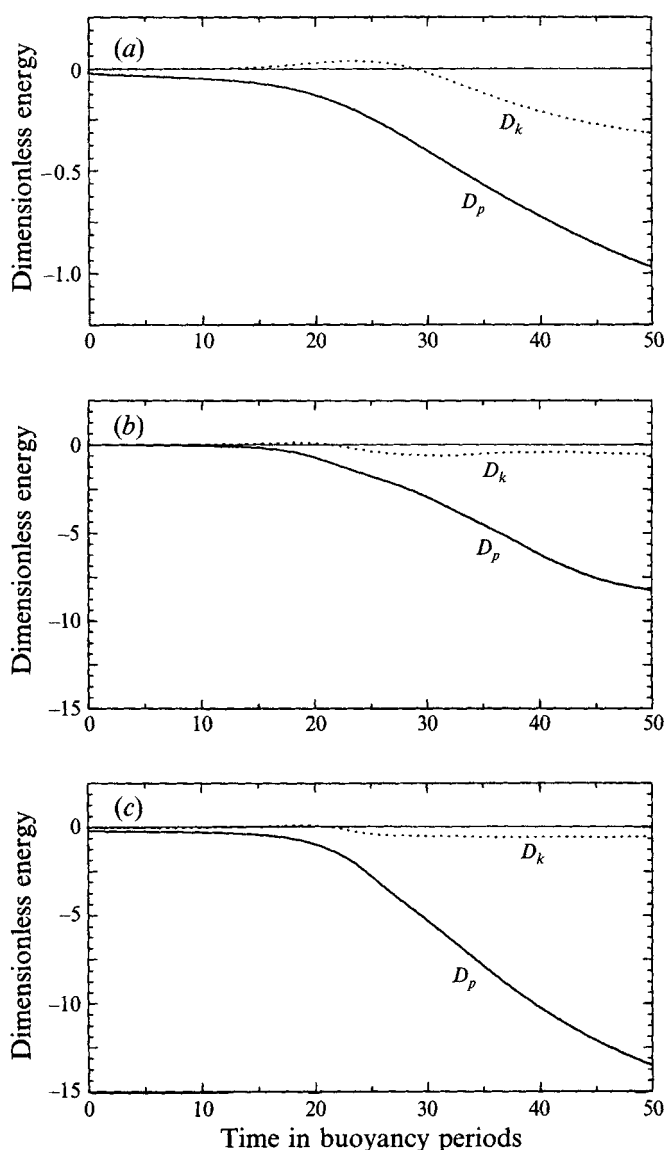 (a)
Dimensionless energy
0
−0.5
−1.0
D_k
D_p
0 10 20 30 40 50
(b)
Dimensionless energy
0
−5
−10
−15
D_k
D_p
0 10 20 30 40 50
(c)
Dimensionless energy
0
−5
−10
−15
D_k
D_p
0 10 20 30 40 50
Time in buoyancy periods